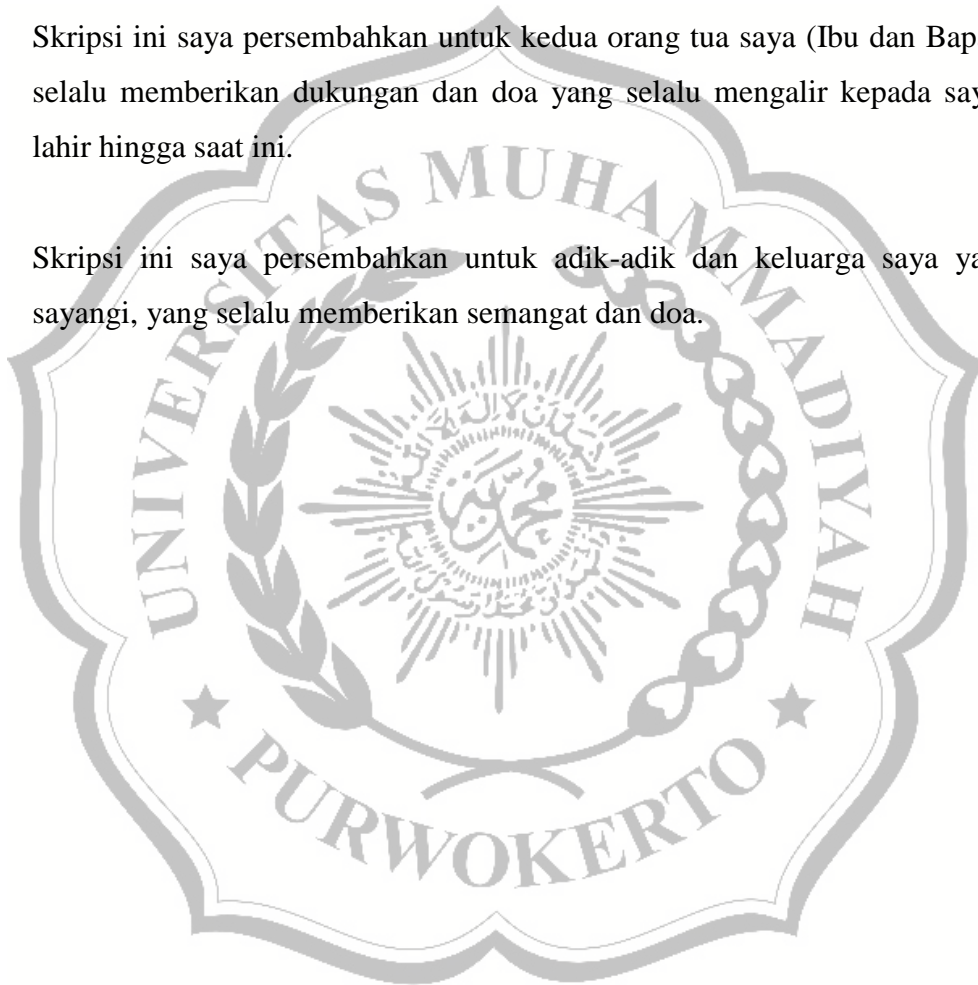 Skripsi ini saya persembahkan untuk kedua orang tua saya (Ibu dan Bap
selalu memberikan dukungan dan doa yang selalu mengalir kepada say
lahir hingga saat ini.
Skripsi ini saya persembahkan untuk adik-adik dan keluarga saya ya
sayangi, yang selalu memberikan semangat dan doa.
UNIVERSITAS MUHAMMADIYAH
PURWOKERTO